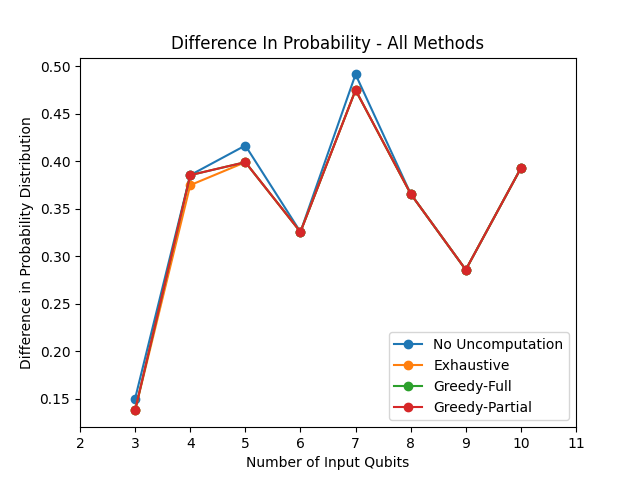 Difference In Probability - All Methods
Difference in Probability Distribution
0.50
0.45
0.40
0.35
0.30
0.25
0.20
0.15
No Uncomputation
Exhaustive
Greedy-Full
Greedy-Partial
2 3 4 5 6 7 8 9 10 11
Number of Input Qubits